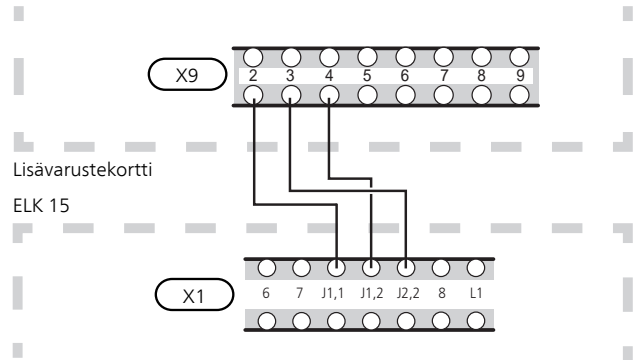 X9 2 3 4 5 6 7 8 9
Lisävarustekortti
ELK 15
X1 6 7 J1,1 J1,2 J2,2 8 L1